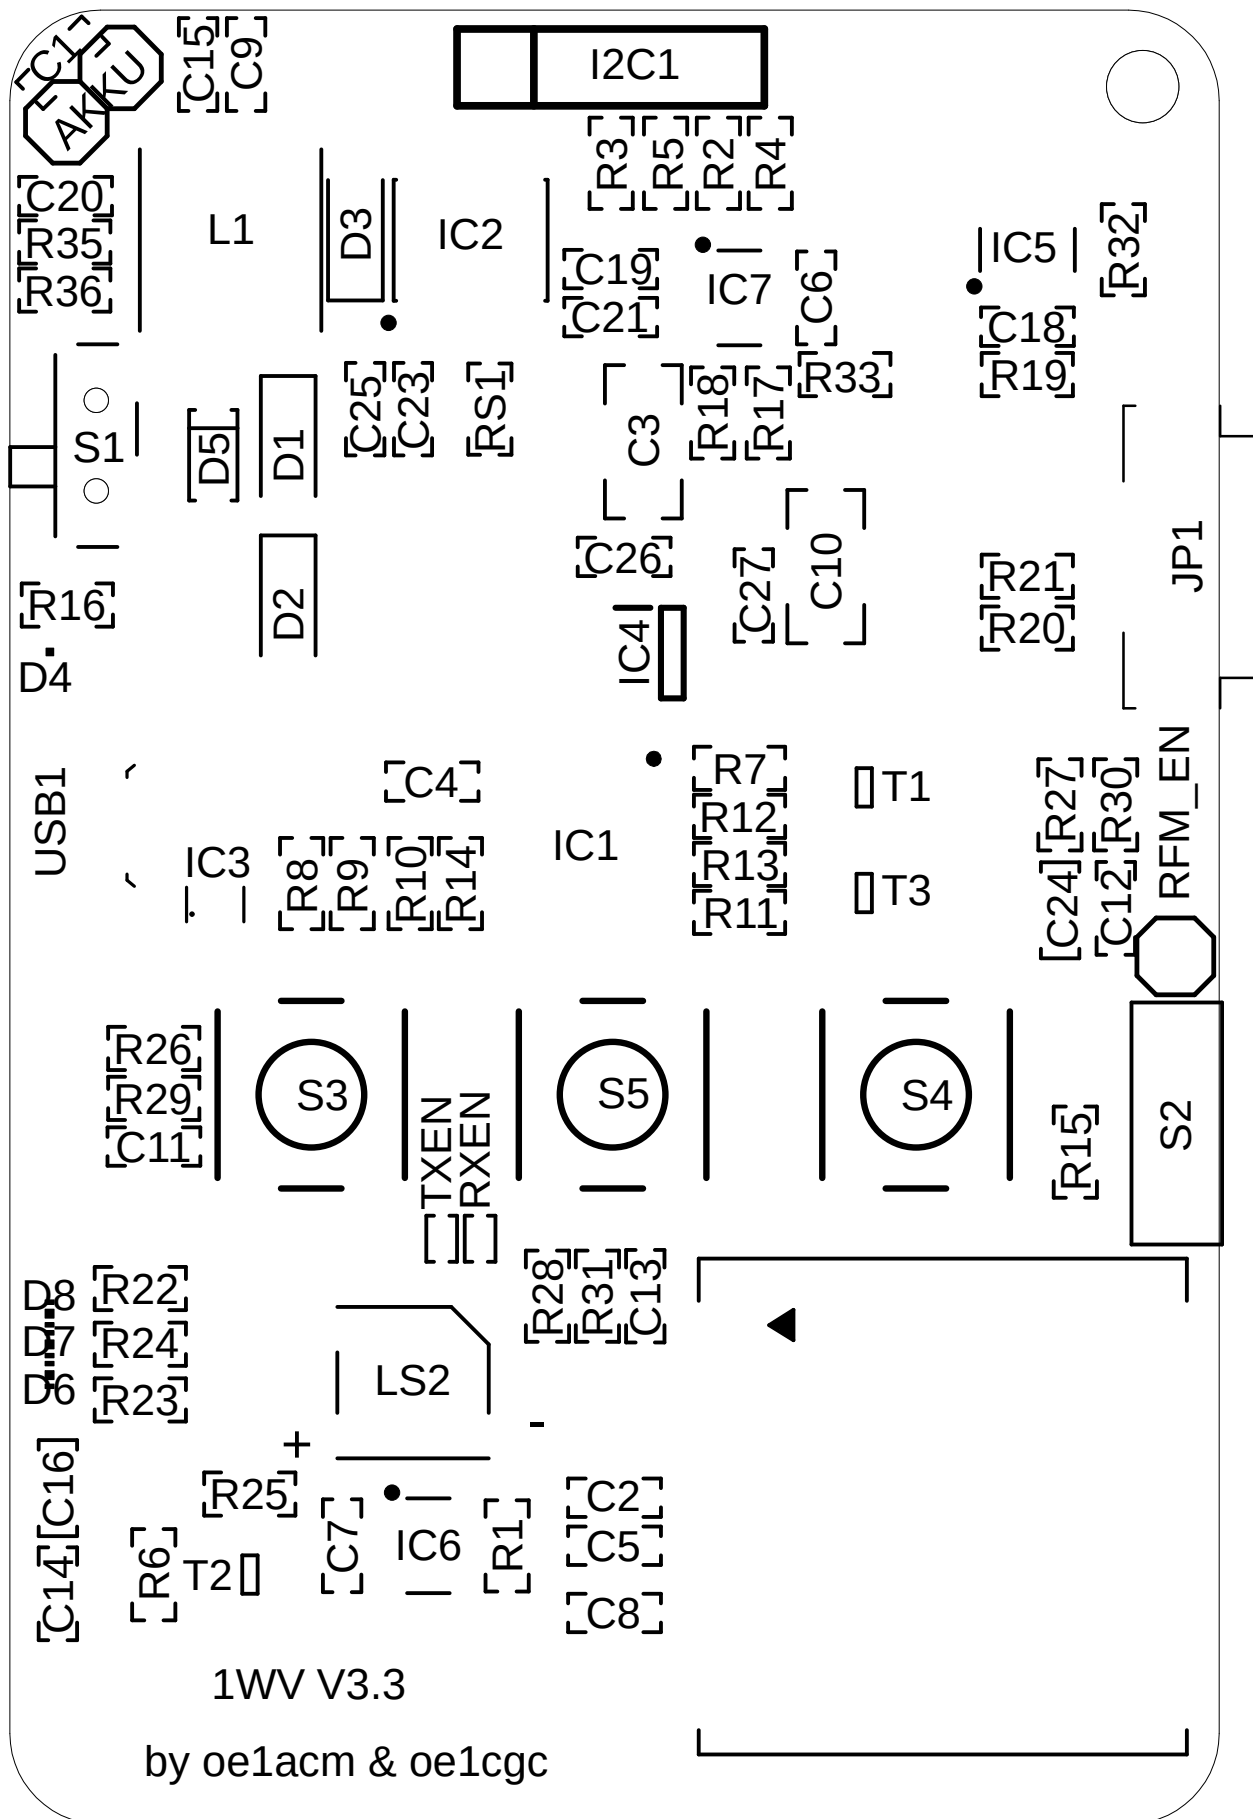 C1
AKKU
C15
C9
I2C1
R3
R5
R2
R4
C20
R35
R36
L1
D3
IC2
C19
C21
IC7
C6
IC5
R32
C18
R19
R33
S1
D5
D1
C25
C23
RS1
C3
R18
R17
C26
C27
C10
R21
R20
JP1
R16
D4
D2
IC4
USB1
C4
IC3
R8
R9
R10
R14
IC1
R7
R12
R13
R11
T1
T3
R27
R30
C24
C12
RFM_EN
R26
R29
C11
S3
TXEN
RXEN
S5
S4
R15
S2
D8
D7
D6
R22
R24
R23
R28
R31
C13
LS2
+
-
C16
C14
R25
R6
T2
C7
IC6
R1
C2
C5
C8
1WV V3.3
by oe1acm & oe1cgc